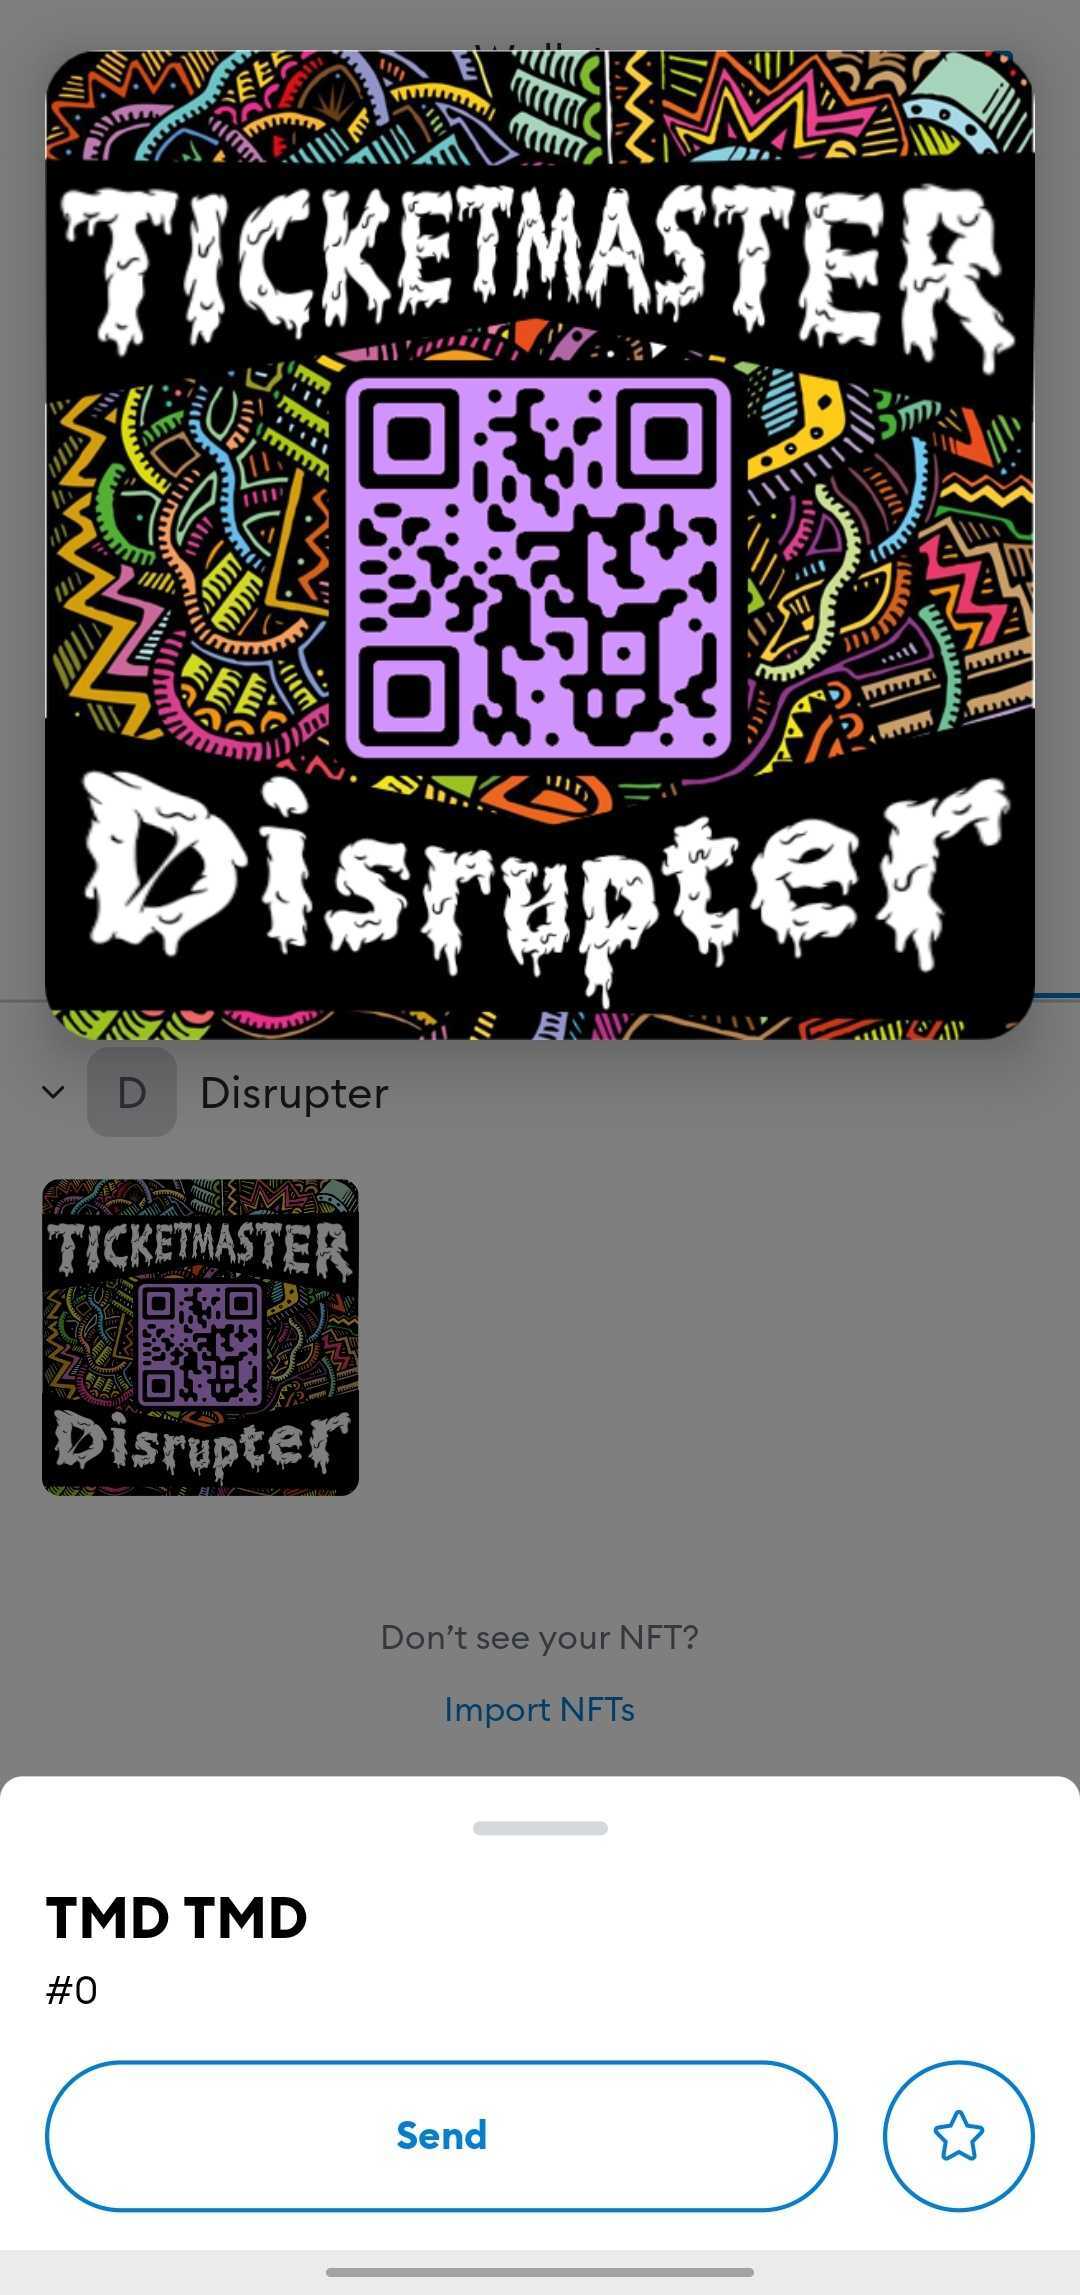 TICKETMASTER
Disrupter
D Disrupter
TICKETMASTER
Disrupter
Don’t see your NFT?
Import NFTs
TMD TMD
#0
Send